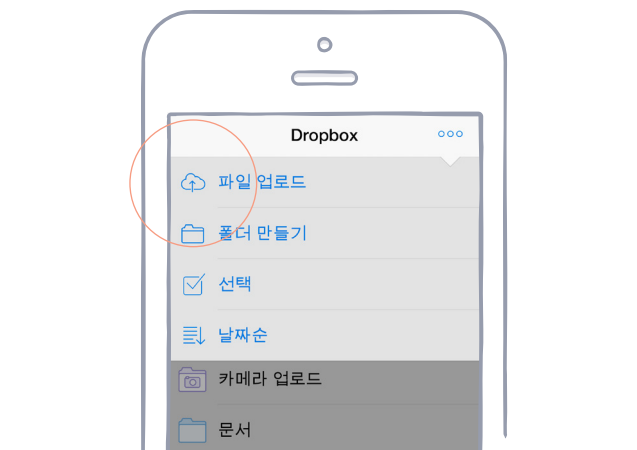 Dropbox
파일 업로드
폴더 만들기
선택
날짜순
카메라 업로드
문서